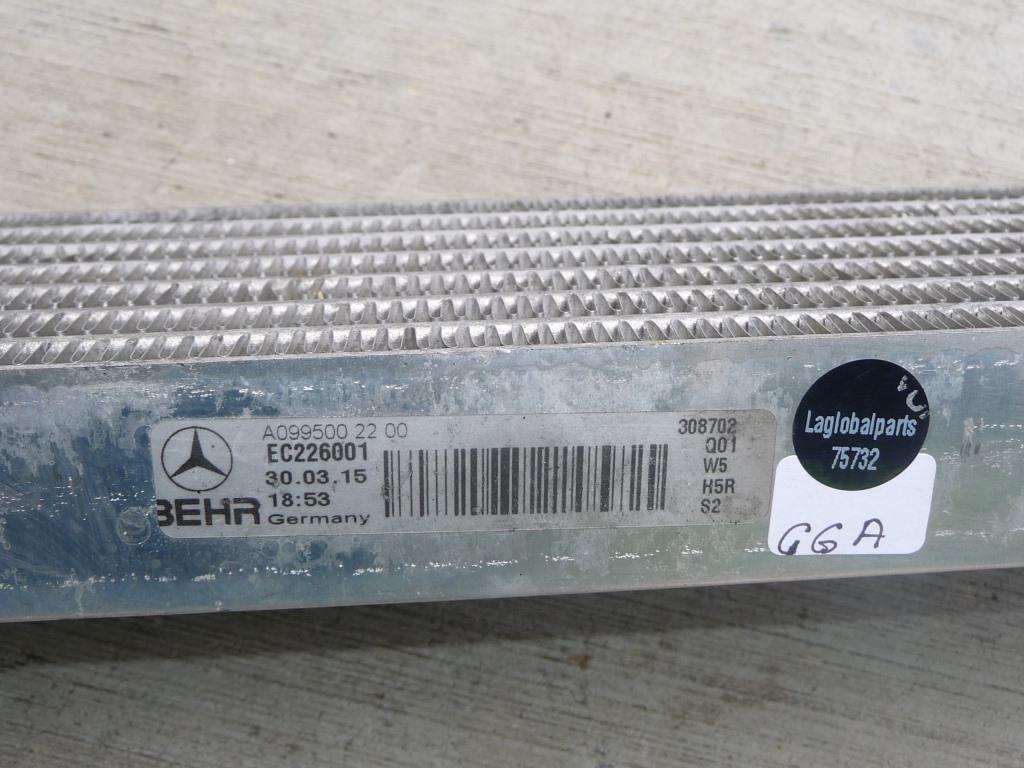 A099500 22 00
EC226001
30.03.15
18:53
BEHR Germany
308702
Q01
W5
H5R
S2
Laglobalparts
75732
GGA